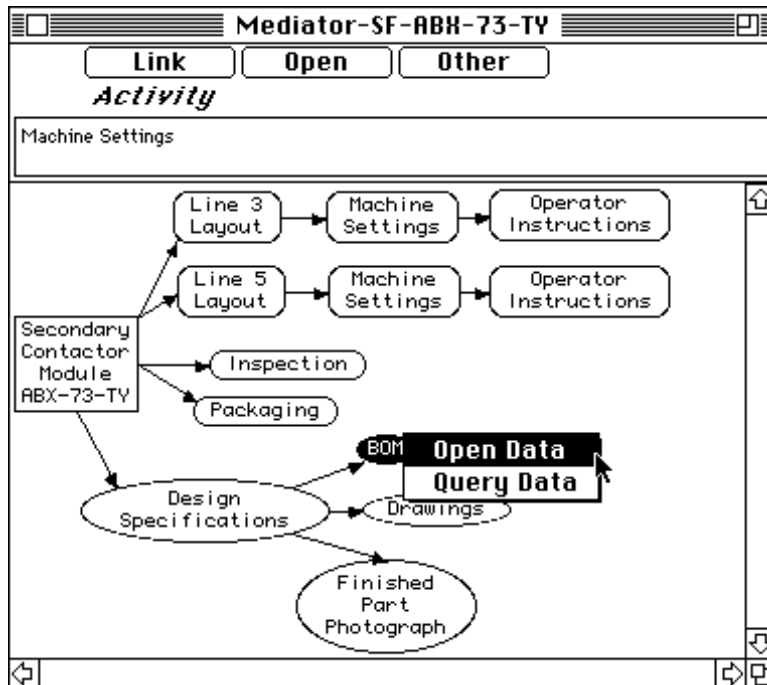 Mediator-SF-ABX-73-TY
Link
Open
Other
Activity
Machine Settings
Line 3
Layout
Machine
Settings
Operator
Instructions
Line 5
Layout
Machine
Settings
Operator
Instructions
Secondary
Contactor
Module
ABX-73-TY
Inspection
Packaging
BOM
Open Data
Query Data
Design
Specifications
Drawings
Finished
Part
Photograph